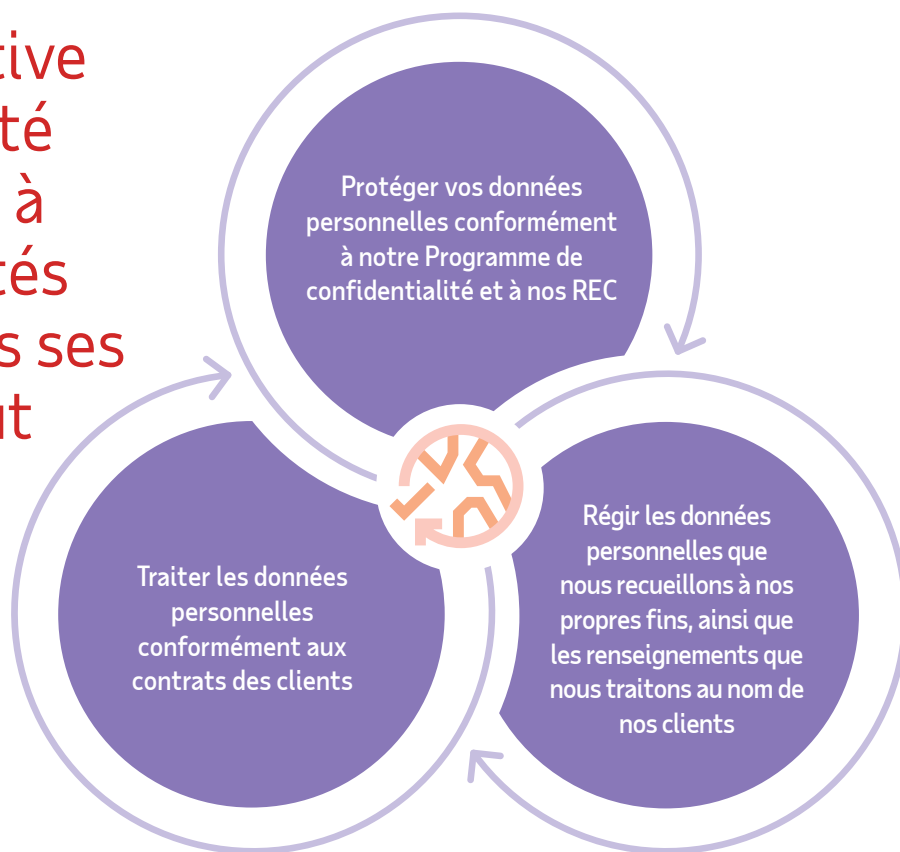 té
à
tés
s ses
Protéger vos données
personnelles conformément
à notre Programme de
confidentialité et à nos REC
Traiter les données
personnelles
conformément aux
contrats des clients
Régir les données
personnelles que
nous recueillons à nos
propres fins, ainsi que
les renseignements que
nous traitons au nom de
nos clients